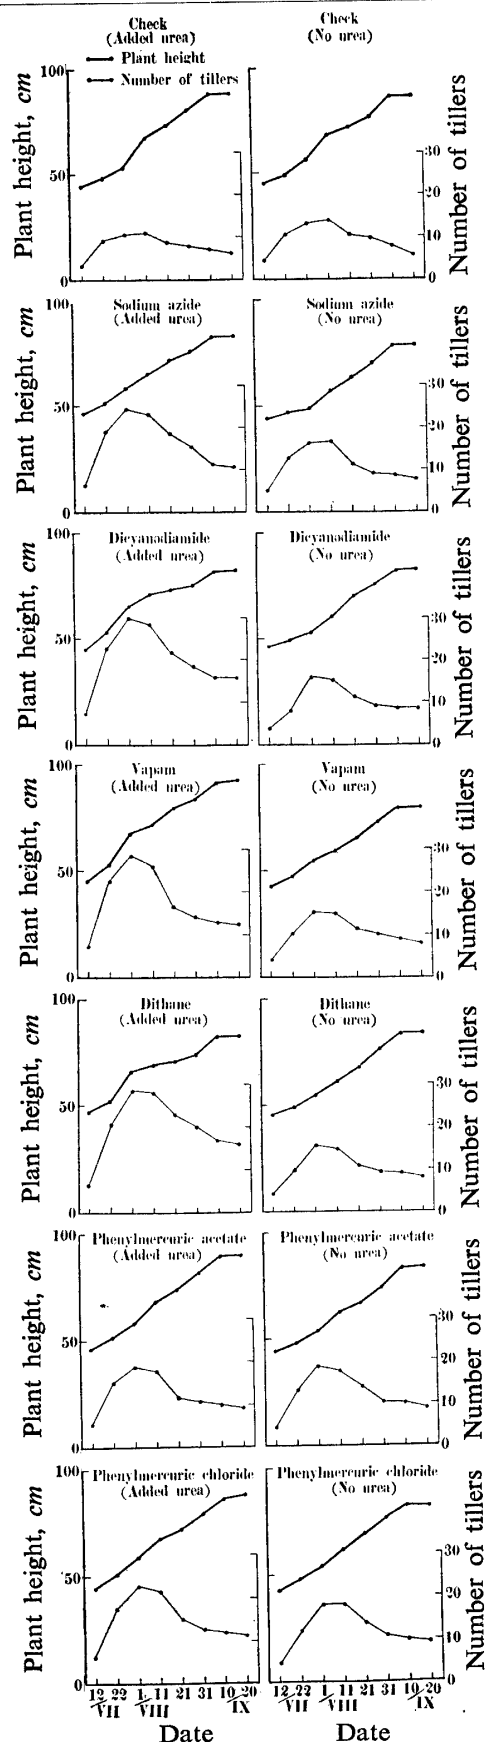 Check
(Added urea)
Plant height
Number of tillers
Check
(No urea)
Plant height, cm
100
50
0
Number of tillers
30
20
10
0
Sodium azide
(Added urea)
Sodium azide
(No urea)
Plant height, cm
100
50
0
Number of tillers
30
20
10
0
Dicyanodiamide
(Added urea)
Dicyanodiamide
(No urea)
Plant height, cm
100
50
0
Number of tillers
30
20
10
0
Vapam
(Added urea)
Vapam
(No urea)
Plant height, cm
100
50
0
Number of tillers
30
20
10
0
Dithane
(Added urea)
Dithane
(No urea)
Plant height, cm
100
50
0
Number of tillers
30
20
10
0
Phenylmercuric acetate
(Added urea)
Phenylmercuric acetate
(No urea)
Plant height, cm
100
50
0
Number of tillers
30
20
10
0
Phenylmercuric chloride
(Added urea)
Phenylmercuric chloride
(No urea)
Plant height, cm
100
50
0
Number of tillers
30
20
10
0
12 22 1 11 21 31 10 20
/VII /VIII /IX
Date
12 22 1 11 21 31 10 20
/VII /VIII /IX
Date